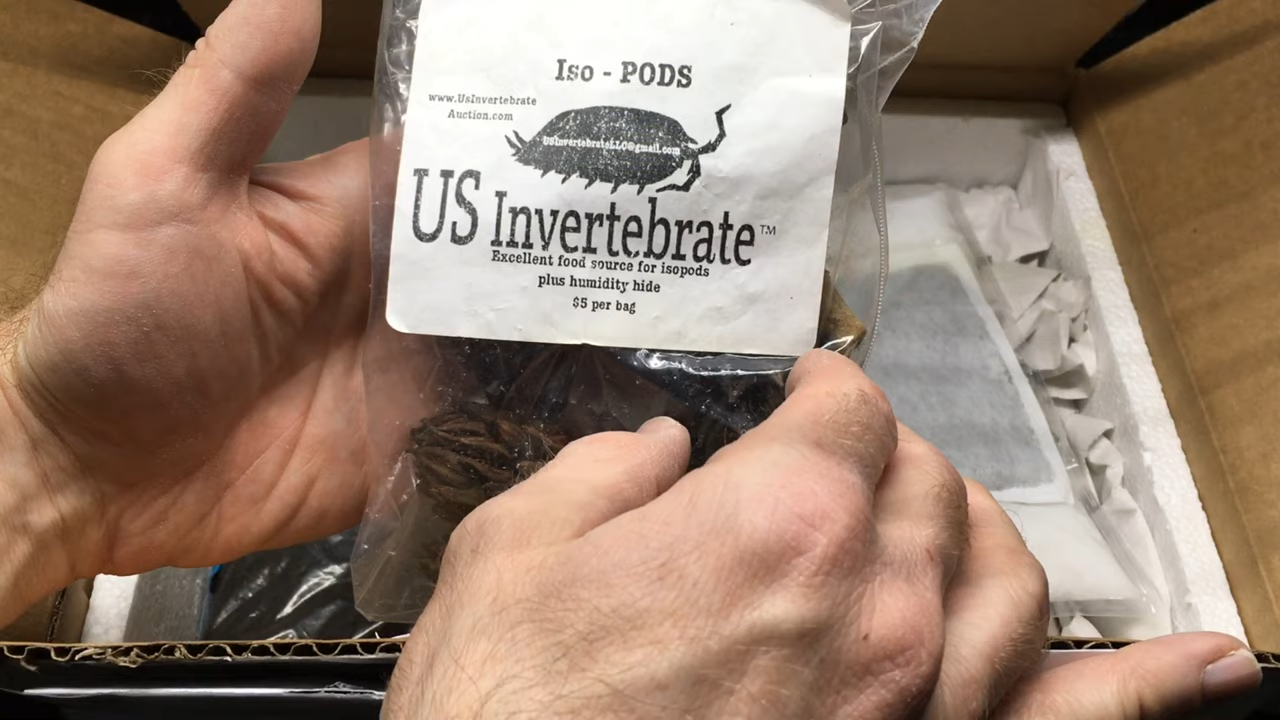 Iso - PODS
www.UsInvertebrate
Auction.com
USInvertebrateLLC@gmail.com
US Invertebrate™
Excellent food source for isopods
plus humidity hide
$5 per bag